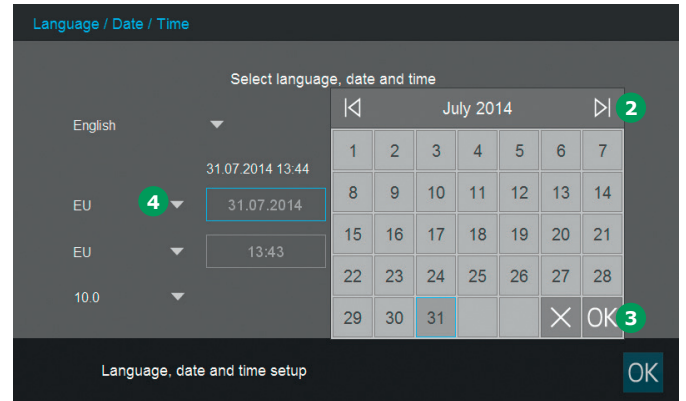 Language / Date / Time
Select language, date and time
English
31.07.2014 13:44
EU 4 31.07.2014
EU 13:43
10.0
July 2014 2
1 2 3 4 5 6 7
8 9 10 11 12 13 14
15 16 17 18 19 20 21
22 23 24 25 26 27 28
29 30 31 OK 3
Language, date and time setup OK